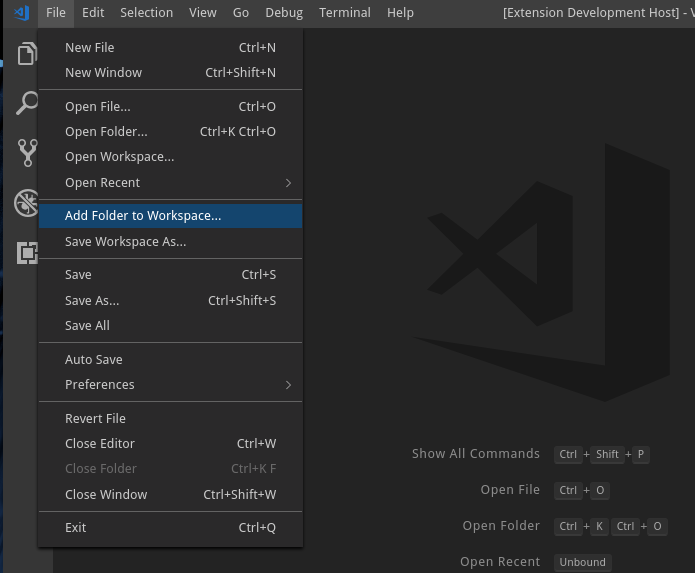 File Edit Selection View Go Debug Terminal Help [Extension Development Host] - V
New File Ctrl+N
New Window Ctrl+Shift+N
Open File... Ctrl+O
Open Folder... Ctrl+K Ctrl+O
Open Workspace...
Open Recent
Add Folder to Workspace...
Save Workspace As...
Save Ctrl+S
Save As... Ctrl+Shift+S
Save All
Auto Save
Preferences
Revert File
Close Editor Ctrl+W
Close Folder Ctrl+K F
Close Window Ctrl+Shift+W
Exit Ctrl+Q
Show All Commands Ctrl + Shift + P
Open File Ctrl + O
Open Folder Ctrl + K Ctrl + O
Open Recent Unbound